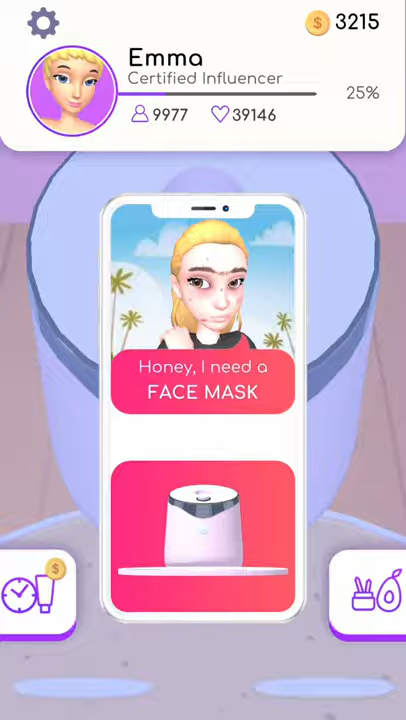 3215
Emma
Certified Influencer
25%
9977
39146
Honey, I need a
FACE MASK